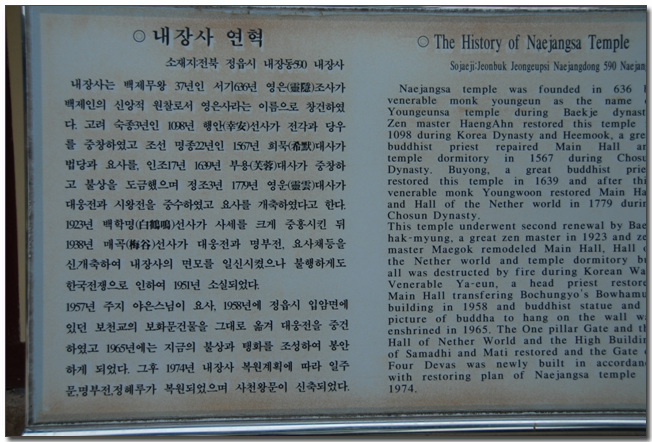 ○ 내장사 연혁
소재지:전북 정읍시 내장동590 내장사
내장사는 백제무왕 37년인 서기636년 영은(靈隱)조사가
백제인의 신앙적 원찰로서 영은사라는 이름으로 창건하였
다. 고려 숙종3년인 1098년 행안(幸安)선사가 전각과 당우
를 중창하였고 조선 명종22년인 1567년 희묵(希默)대사가
법당과 요사를, 인조17년 1639년 부용(芙蓉)대사가 중창하
고 불상을 도금했으며 정조3년 1779년 영운(靈雲)대사가
대웅전과 시왕전을 중수하였고 요사를 개축하였다고 한다.
1923년 백학명(白鶴鳴)선사가 사세를 크게 중흥시킨 뒤
1938년 매곡(梅谷)선사가 대웅전과 명부전, 요사채등을
신.개축하여 내장사의 면모를 일신시켰으나 불행하게도
한국전쟁으로 인하여 1951년 소실되었다.
1957년 주지 야은스님이 요사, 1958년에 정읍시 입암면에
있던 보천교의 보화문건물을 그대로 옮겨 대웅전을 중건
하였고 1965년에는 지금의 불상과 탱화를 조성하여 봉안
하게 되었다. 그후 1974년 내장사 복원계획에 따라 일주
문,명부전,정혜루가 복원되었으며 사천왕문이 신축되었다.
○ The History of Naejangsa Temple
Sojaeji:Jeonbuk Jeongeupsi Naejangdong 590 Naejan
Naejangsa temple was founded in 636
venerable monk youngeun as the name
Youngeunsa temple during Baekje dynasty
Zen master HaengAhn restored this temple
1098 during Korea Dynasty and Heemook, a grea
buddhist priest repaired Main Hall an
temple dormitory in 1567 during Chosu
Dynasty. Buyong, a great buddhist prie
restored this temple in 1639 and after thi
venerable monk Youngwoon restored Main Ha
and Hall of the Nether world in 1779 durin
Chosun Dynasty.
This temple underwent second renewal by Bae
hak-myung, a great zen master in 1923 and ze
master Maegok remodeled Main Hall, Hall o
the Nether world and temple dormitory bu
all was destructed by fire during Korean Wa
Venerable Ya-eun, a head priest restore
Main Hall transfering Bochungyo's Bowhamu
building in 1958 and buddhist statue and
picture of buddha to hang on the wall wa
enshrined in 1965. The One pillar Gate and th
Hall of Nether World and the High Buildin
of Samadhi and Mati restored and the Gate
Four Devas was newly built in accordanc
with restoring plan of Naejangsa temple
1974.